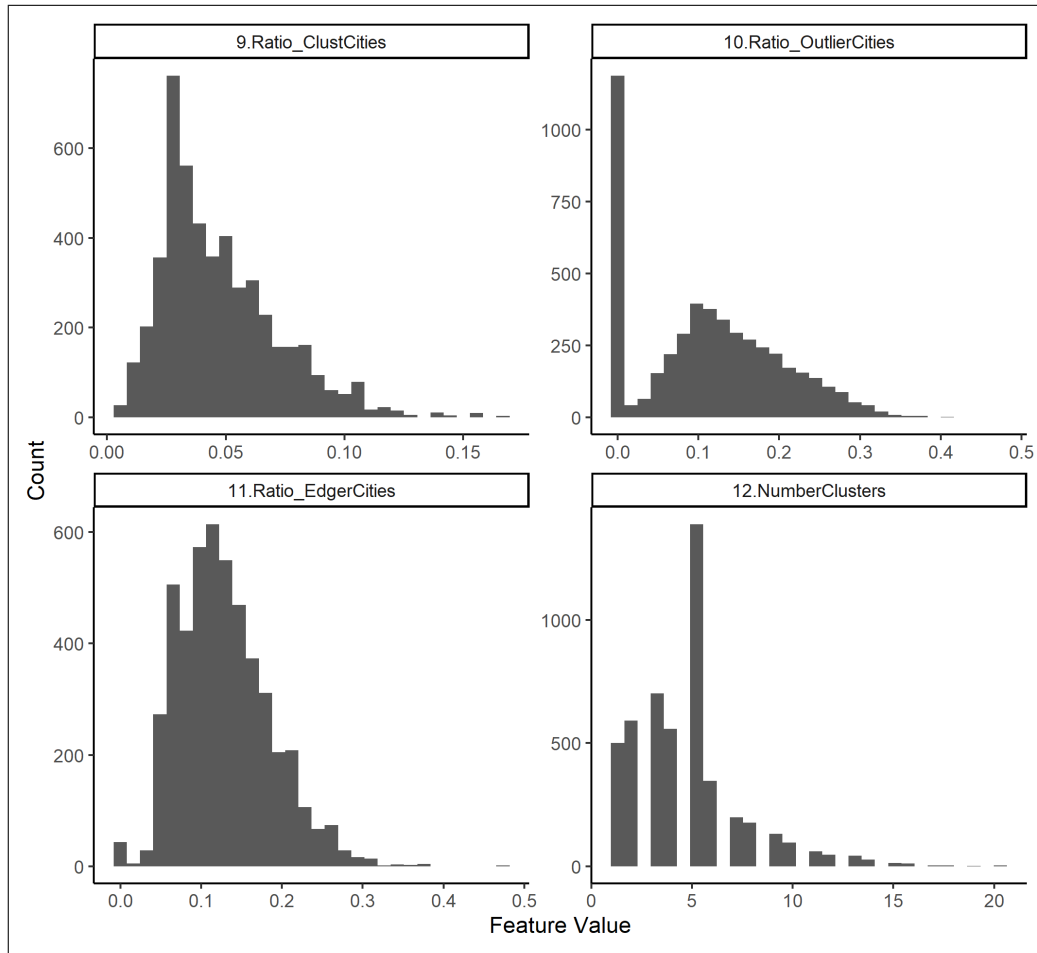 9.Ratio_ClustCities
10.Ratio_OutlierCities
600
400
200
0
0.00 0.05 0.10 0.15
1000
750
500
250
0
0.0 0.1 0.2 0.3 0.4 0.5
Count
11.Ratio_EdgerCities
12.NumberClusters
600
400
200
0
0.0 0.1 0.2 0.3 0.4 0.5
1000
500
0
0 5 10 15 20
Feature Value